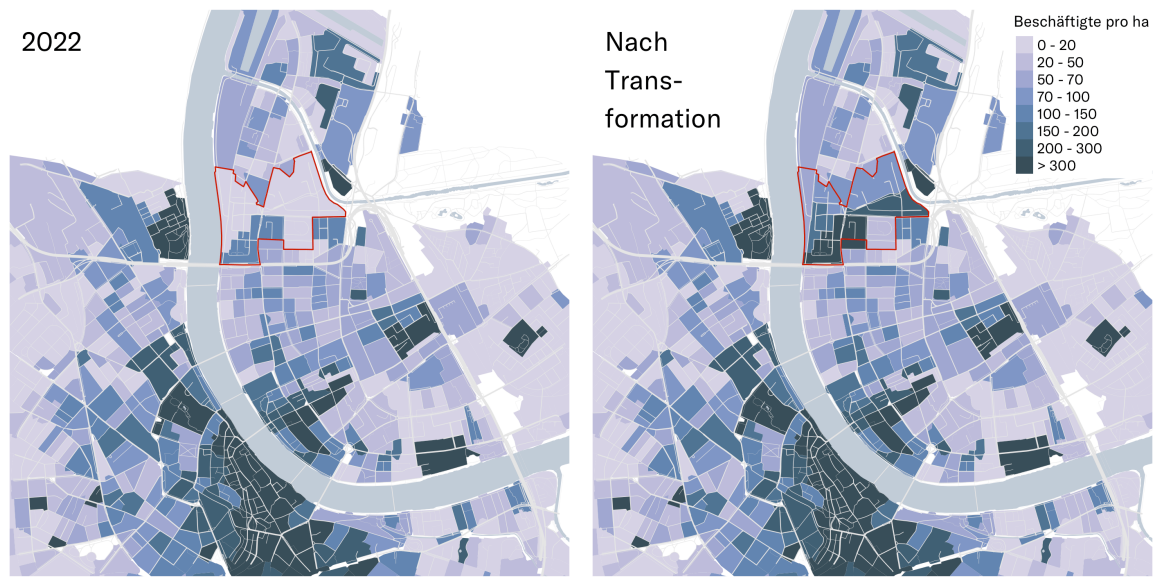 2022
Nach
Trans-
formation
Beschäftigte pro ha
0 - 20
20 - 50
50 - 70
70 - 100
100 - 150
150 - 200
200 - 300
> 300